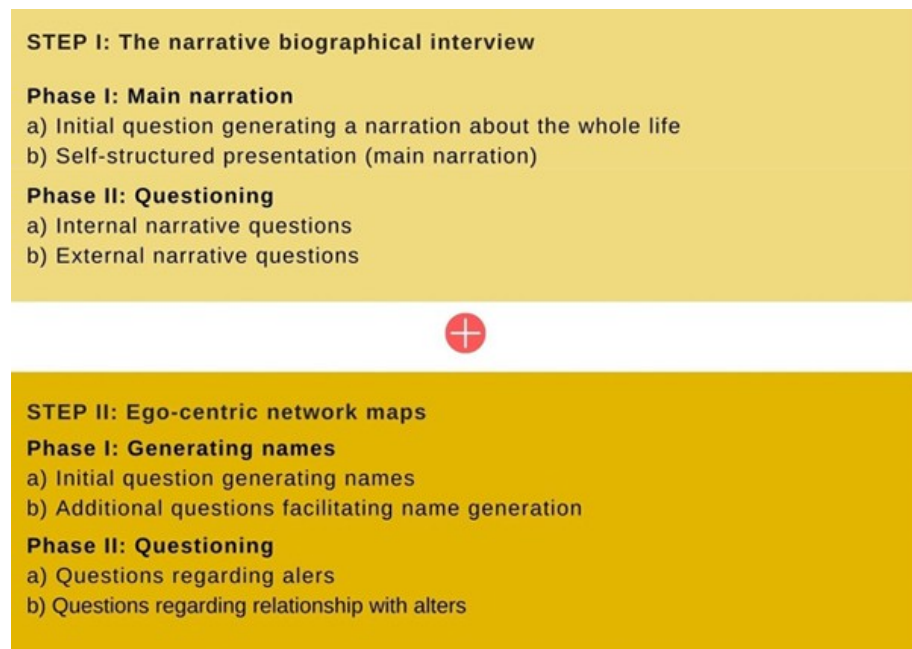 STEP I: The narrative biographical interview
Phase I: Main narration
a) Initial question generating a narration about the whole life
b) Self-structured presentation (main narration)
Phase II: Questioning
a) Internal narrative questions
b) External narrative questions
STEP II: Ego-centric network maps
Phase I: Generating names
a) Initial question generating names
b) Additional questions facilitating name generation
Phase II: Questioning
a) Questions regarding alers
b) Questions regarding relationship with alters